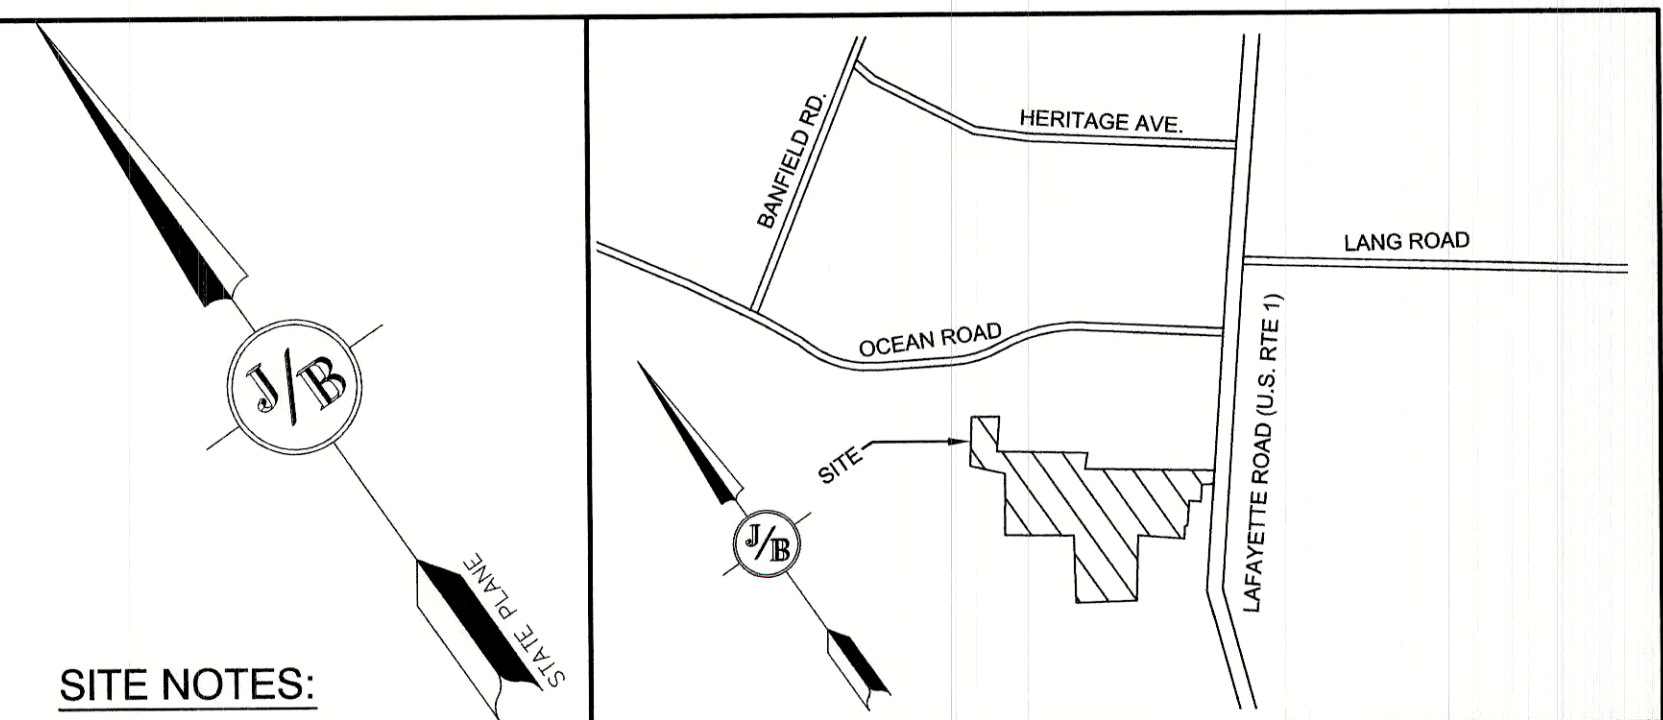 J/B
STATE PLANE
SITE NOTES:
BANFIELD RD.
HERITAGE AVE.
LANG ROAD
OCEAN ROAD
LAFAYETTE ROAD (U.S. RTE 1)
SITE
J/B